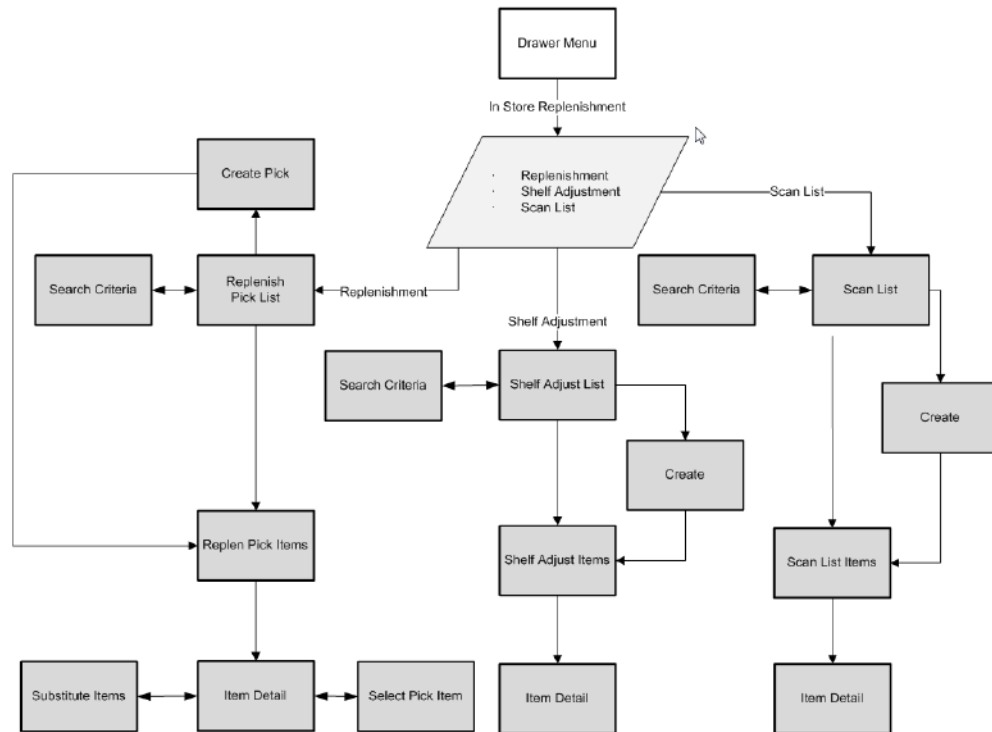 Drawer Menu
In Store Replenishment
· Replenishment
· Shelf Adjustment
· Scan List
Create Pick
Scan List
Search Criteria
Replenish
Pick List
Replenishment
Search Criteria
Scan List
Shelf Adjustment
Search Criteria
Shelf Adjust List
Create
Create
Replen Pick Items
Shelf Adjust Items
Scan List Items
Substitute Items
Item Detail
Select Pick Item
Item Detail
Item Detail